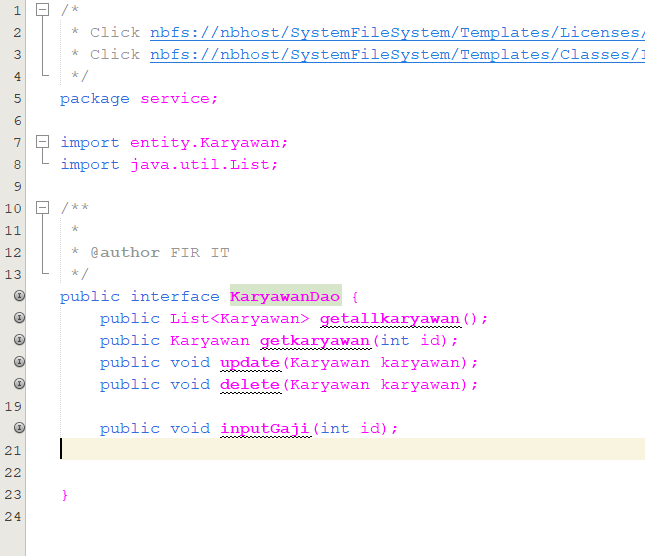 1 /*
2 * Click nbfs://nbhost/SystemFileSystem/Templates/Licenses/
3 * Click nbfs://nbhost/SystemFileSystem/Templates/Classes/
4 */
5 package service;
6
7 import entity.Karyawan;
8 import java.util.List;
9
10 /**
11 *
12 * @author FIR IT
13 */
public interface KaryawanDao {
public List<Karyawan> getallkaryawan();
public Karyawan getkaryawan(int id);
public void update(Karyawan karyawan);
public void delete(Karyawan karyawan);
19
public void inputGaji(int id);
21
22
23 }
24